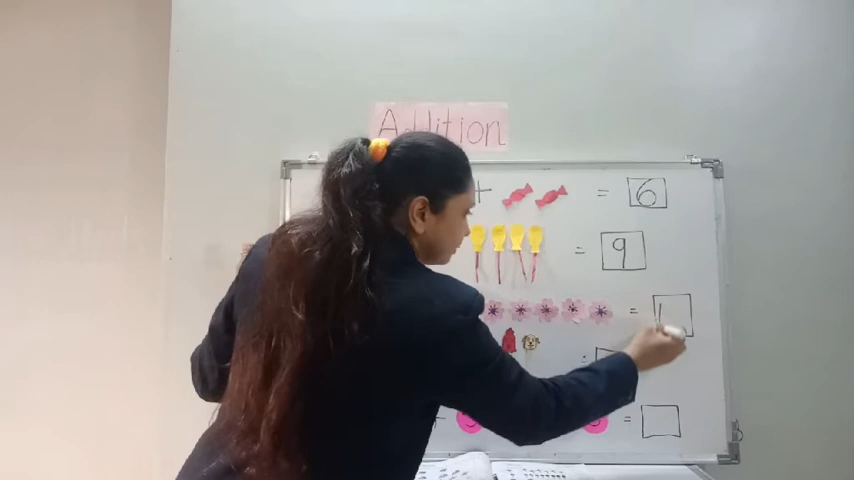 Addition
+ = 6
= 9
=
=
+ =